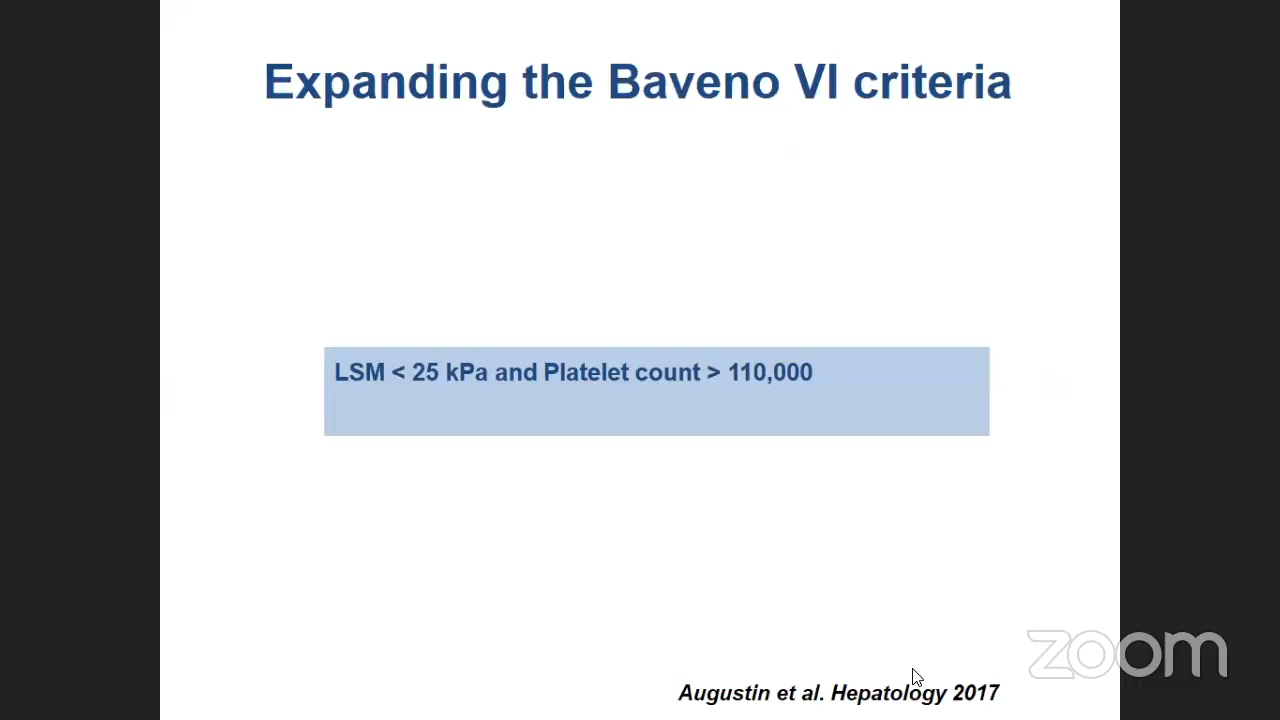 Expanding the Baveno VI criteria
LSM < 25 kPa and Platelet count > 110,000
zoom
Augustin et al. Hepatology 2017